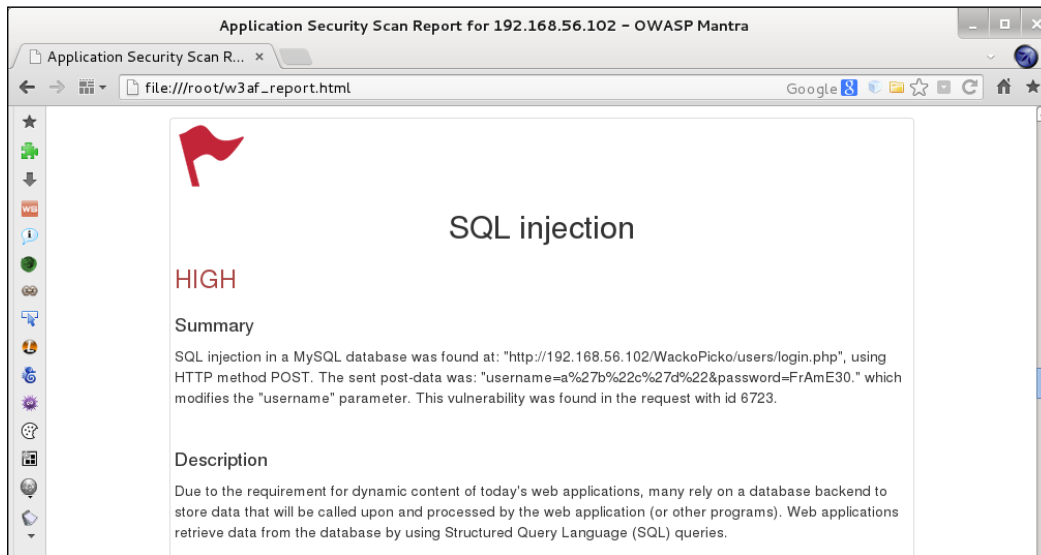 Application Security Scan Report for 192.168.56.102 - OWASP Mantra
Application Security Scan R... ×
file:///root/w3af_report.html
Google 8
WS
SQL injection
HIGH
Summary
SQL injection in a MySQL database was found at: "http://192.168.56.102/WackoPicko/users/login.php", using
HTTP method POST. The sent post-data was: "username=a%27b%22c%27d%22&password=FrAmE30." which
modifies the "username" parameter. This vulnerability was found in the request with id 6723.
Description
Due to the requirement for dynamic content of today's web applications, many rely on a database backend to
store data that will be called upon and processed by the web application (or other programs). Web applications
retrieve data from the database by using Structured Query Language (SQL) queries.